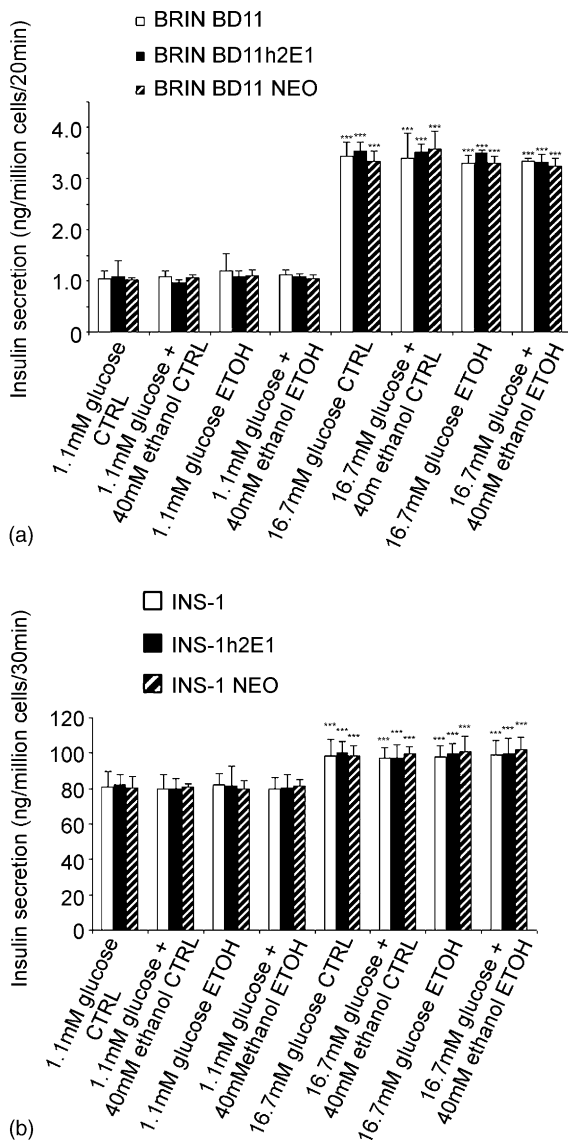 BRIN BD11
BRIN BD11h2E1
BRIN BD11 NEO
Insulin secretion (ng/million cells/20min)
4.0
3.0
2.0
1.0
0
*** *** *** *** *** *** *** *** *** *** *** ***
1.1mM glucose
CTRL
1.1mM glucose +
40mM ethanol CTRL
1.1mM glucose ETOH
1.1mM glucose +
40mM ethanol ETOH
16.7mM glucose CTRL
16.7mM glucose +
40m ethanol CTRL
16.7mM glucose ETOH
16.7mM glucose +
40mM ethanol ETOH
(a)
INS-1
INS-1h2E1
INS-1 NEO
Insulin secretion (ng/million cells/30min)
120
100
80
60
40
20
0
*** *** *** *** *** *** *** *** *** *** *** ***
1.1mM glucose
CTRL
1.1mM glucose +
40mM ethanol CTRL
1.1mM glucose ETOH
1.1mM glucose +
40mMethanol ETOH
16.7mM glucose CTRL
16.7mM glucose +
40mM ethanol CTRL
16.7mM glucose ETOH
16.7mM glucose +
40mM ethanol ETOH
(b)